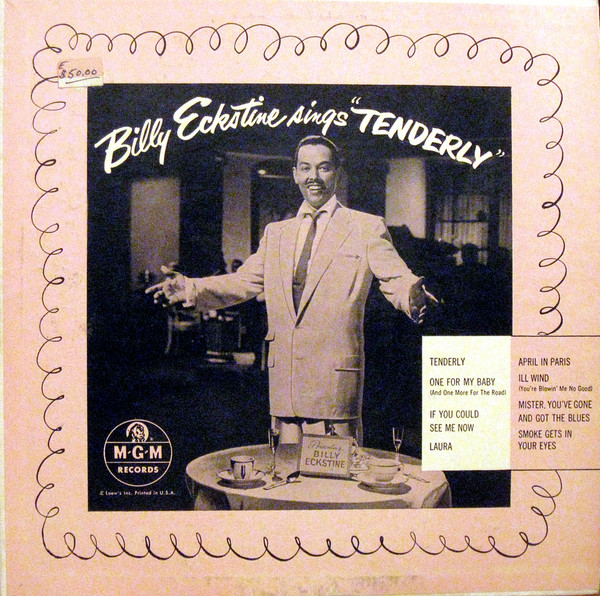 E
$50.00
Billy Eckstine sings "TENDERLY"
TENDERLY
ONE FOR MY BABY
(And One More For The Road)
IF YOU COULD
SEE ME NOW
LAURA
APRIL IN PARIS
ILL WIND
(You're Blowin' Me No Good)
MISTER, YOU'VE GONE
AND GOT THE BLUES
SMOKE GETS IN
YOUR EYES
M-G-M
RECORDS
© Loew's Inc. Printed in U.S.A.
Presenting
BILLY
ECKSTINE